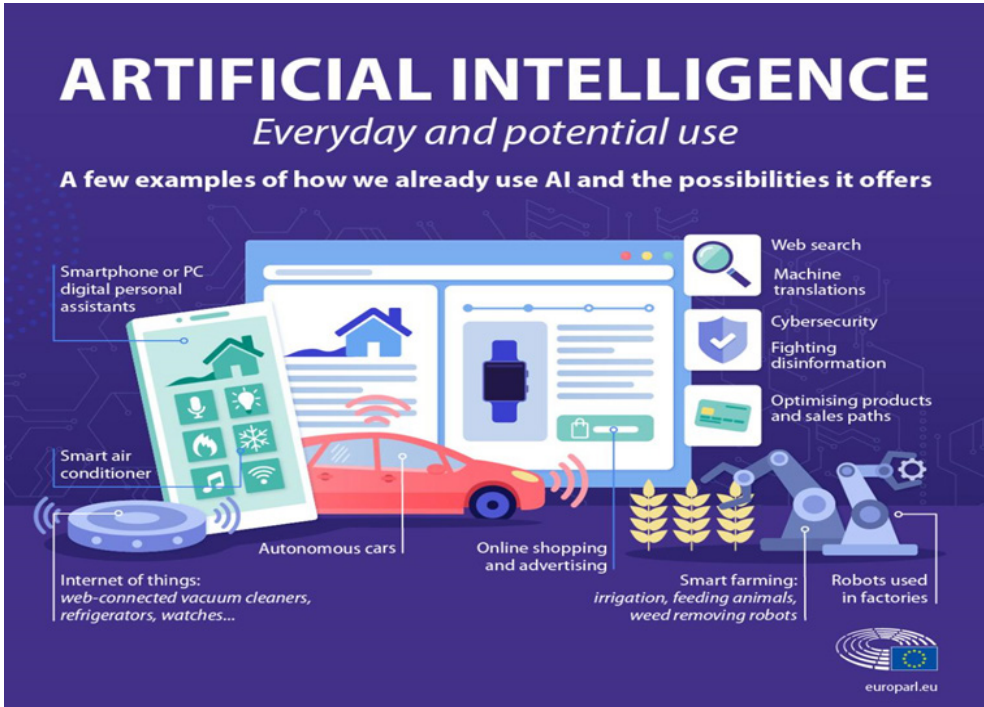 ARTIFICIAL INTELLIGENCE
Everyday and potential use
A few examples of how we already use AI and the possibilities it offers
Smartphone or PC
digital personal
assistants
Smart air
conditioner
Internet of things:
web-connected vacuum cleaners,
refrigerators, watches...
Autonomous cars
Online shopping
and advertising
Web search
Machine
translations
Cybersecurity
Fighting
disinformation
Optimising products
and sales paths
Smart farming:
irrigation, feeding animals,
weed removing robots
Robots used
in factories
europarl.eu